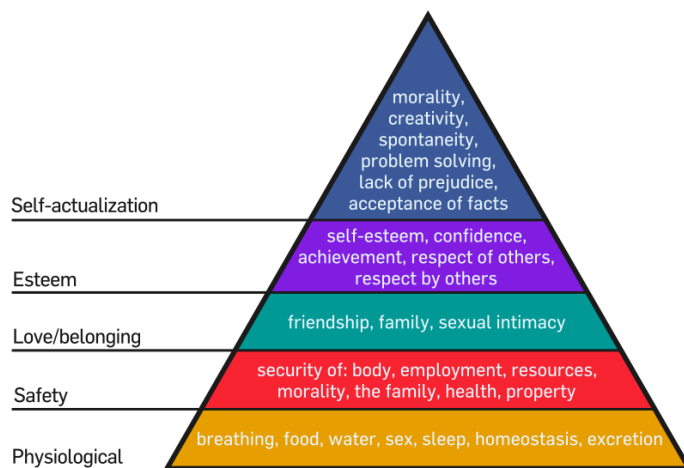 morality,
creativity,
spontaneity,
problem solving,
lack of prejudice,
acceptance of facts
Self-actualization
self-esteem, confidence,
achievement, respect of others,
respect by others
Esteem
friendship, family, sexual intimacy
Love/belonging
security of: body, employment, resources,
morality, the family, health, property
Safety
breathing, food, water, sex, sleep, homeostasis, excretion
Physiological